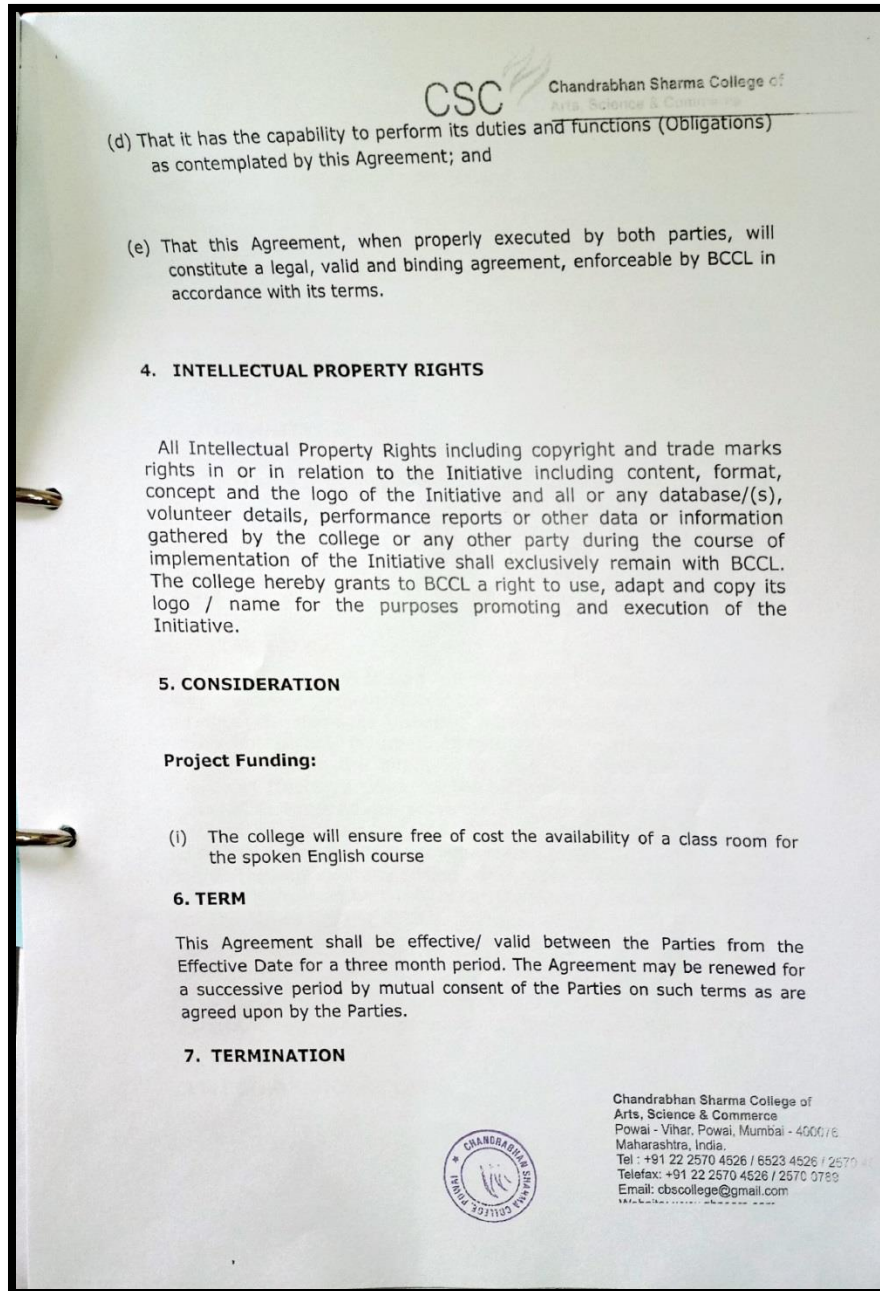 CSC
Chandrabhan Sharma College of
Arts, Science & Commerce
(d) That it has the capability to perform its duties and functions (Obligations)
as contemplated by this Agreement; and
(e) That this Agreement, when properly executed by both parties, will
constitute a legal, valid and binding agreement, enforceable by BCCL in
accordance with its terms.
4. INTELLECTUAL PROPERTY RIGHTS
All Intellectual Property Rights including copyright and trade marks
rights in or in relation to the Initiative including content, format,
concept and the logo of the Initiative and all or any database/(s),
volunteer details, performance reports or other data or information
gathered by the college or any other party during the course of
implementation of the Initiative shall exclusively remain with BCCL.
The college hereby grants to BCCL a right to use, adapt and copy its
logo / name for the purposes promoting and execution of the
Initiative.
5. CONSIDERATION
Project Funding:
(i) The college will ensure free of cost the availability of a class room for
the spoken English course
6. TERM
This Agreement shall be effective/ valid between the Parties from the
Effective Date for a three month period. The Agreement may be renewed for
a successive period by mutual consent of the Parties on such terms as are
agreed upon by the Parties.
7. TERMINATION
CHANDRABHAN SHARMA COLLEGE, POWAI ★
Chandrabhan Sharma College of
Arts, Science & Commerce
Powai - Vihar, Powai, Mumbai - 400076
Maharashtra, India.
Tel : +91 22 2570 4526 / 6523 4526 / 2570
Telefax: +91 22 2570 4526 / 2570 0789
Email: cbscollege@gmail.com